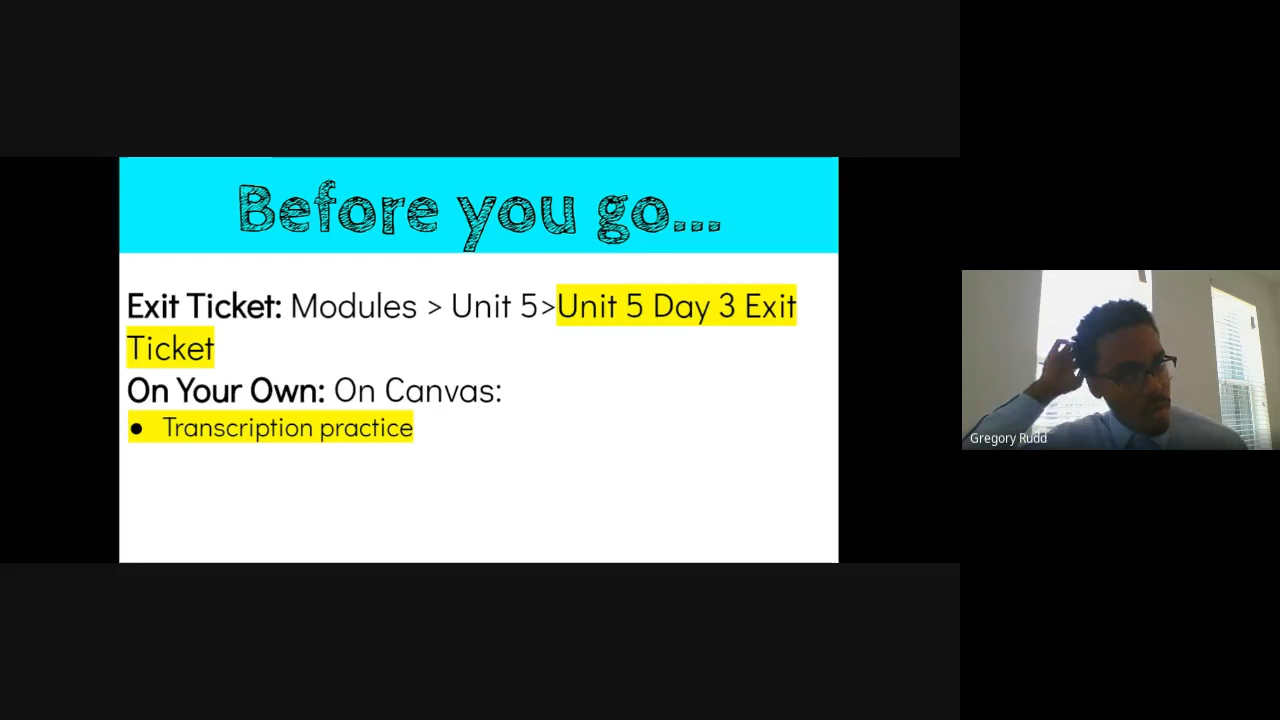 Before you go...
Exit Ticket: Modules > Unit 5>Unit 5 Day 3 Exit
Ticket
On Your Own: On Canvas:
● Transcription practice
Gregory Rudd